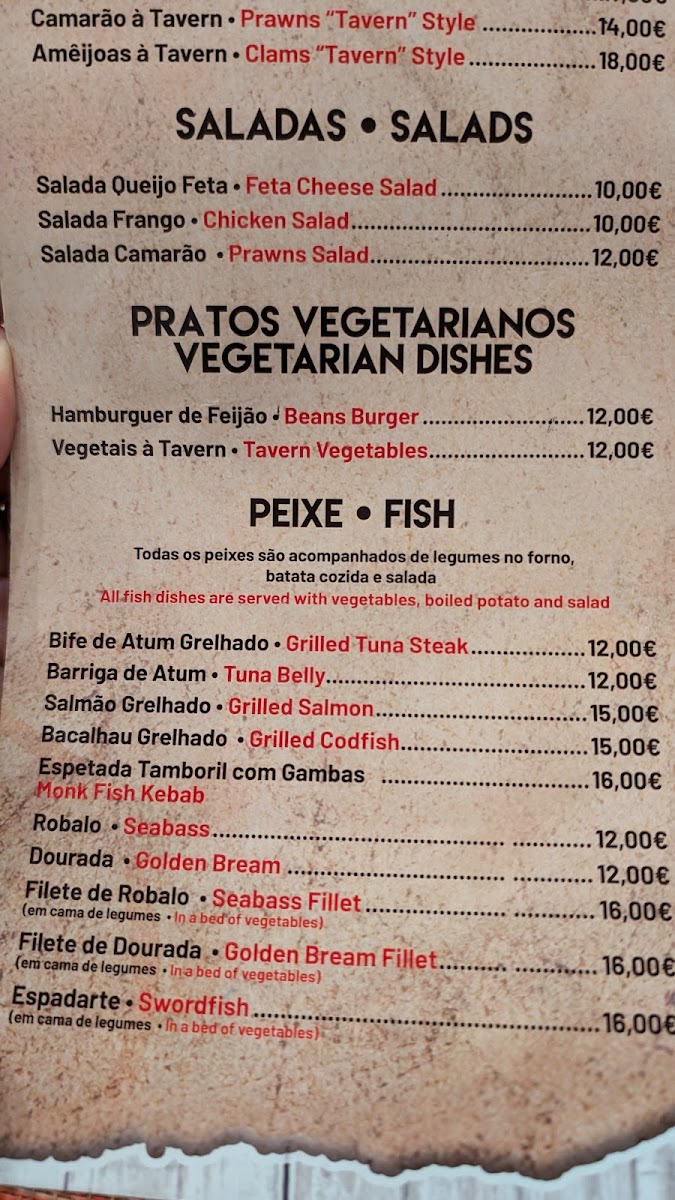 Camarão à Tavern • Prawns “Tavern” Style ..................14,00€
Amêijoas à Tavern • Clams “Tavern” Style....................18,00€
SALADAS • SALADS
Salada Queijo Feta • Feta Cheese Salad........................10,00€
Salada Frango • Chicken Salad......................................10,00€
Salada Camarão • Prawns Salad...................................12,00€
PRATOS VEGETARIANOS
VEGETARIAN DISHES
Hamburguer de Feijão • Beans Burger..........................12,00€
Vegetais à Tavern • Tavern Vegetables.........................12,00€
PEIXE • FISH
Todas os peixes são acompanhados de legumes no forno,
batata cozida e salada
All fish dishes are served with vegetables, boiled potato and salad
Bife de Atum Grelhado • Grilled Tuna Steak..................12,00€
Barriga de Atum • Tuna Belly.........................................12,00€
Salmão Grelhado • Grilled Salmon..................................15,00€
Bacalhau Grelhado • Grilled Codfish..............................15,00€
Espetada Tamboril com Gambas .................................16,00€
Monk Fish Kebab
Robalo • Seabass............................................... .............12,00€
Dourada • Golden Bream ................................... .............12,00€
Filete de Robalo • Seabass Fillet....................... .............16,00€
(em cama de legumes • In a bed of vegetables)
Filete de Dourada • Golden Bream Fillet........... .............16,00€
(em cama de legumes • In a bed of vegetables)
Espadarte • Swordfish.......................................................16,00€
(em cama de legumes • In a bed of vegetables)